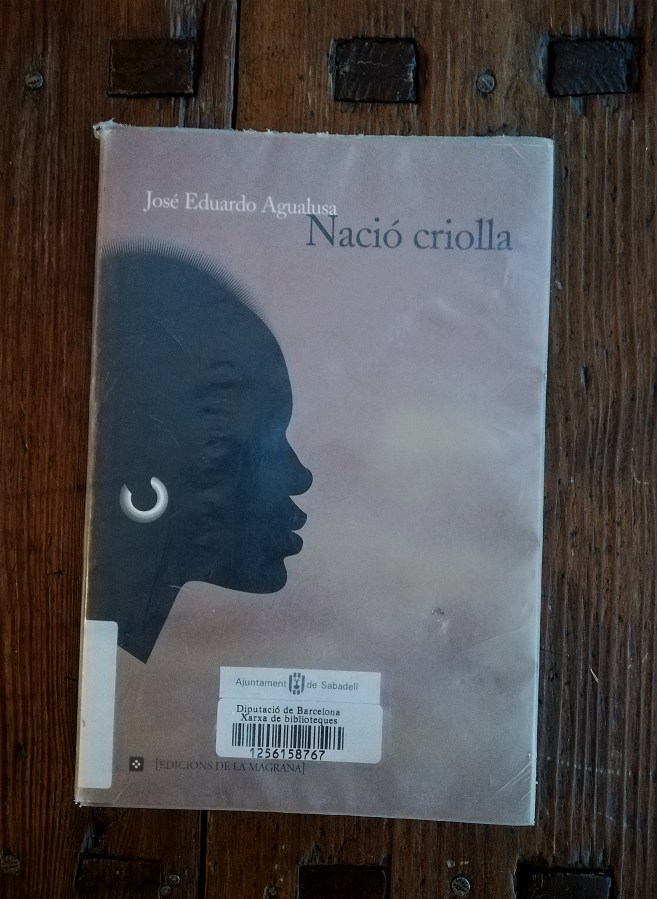 José Eduardo Agualusa
Nació criolla
Ajuntament de Sabadell
Diputació de Barcelona
Xarxa de biblioteques
1256158767
[EDICIONS DE LA MAGRANA]